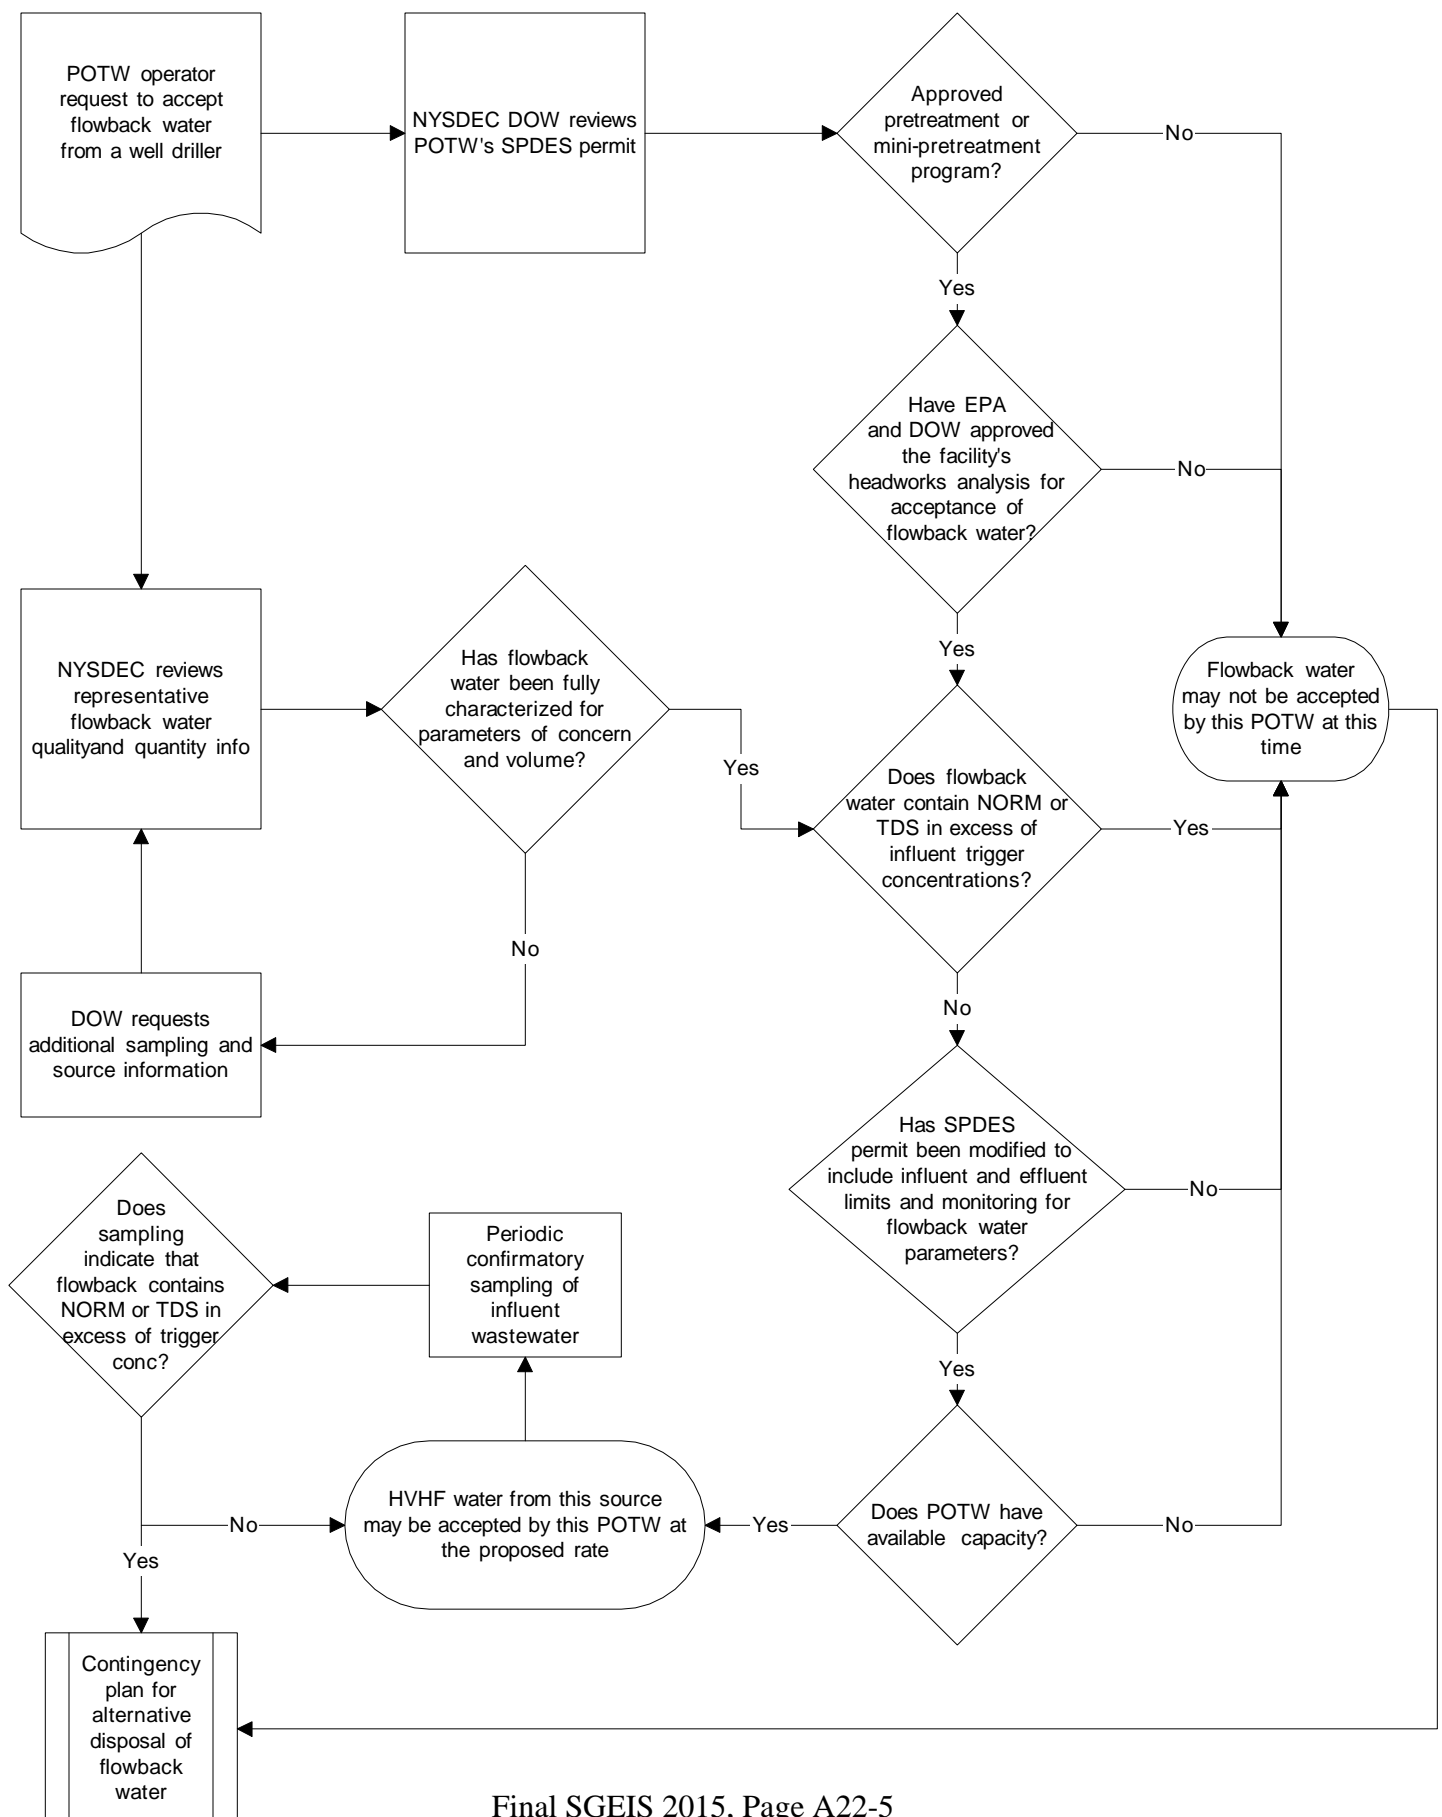 POTW operator
request to accept
flowback water
from a well driller
NYSDEC DOW reviews
POTW's SPDES permit
Approved
pretreatment or
mini-pretreatment
program?
No
Yes
Have EPA
and DOW approved
the facility's
headworks analysis for
acceptance of
flowback water?
No
Yes
NYSDEC reviews
representative
flowback water
qualityand quantity info
Has flowback
water been fully
characterized for
parameters of concern
and volume?
Yes
No
Does flowback
water contain NORM or
TDS in excess of
influent trigger
concentrations?
Yes
No
Flowback water
may not be accepted
by this POTW at this
time
DOW requests
additional sampling and
source information
Has SPDES
permit been modified to
include influent and effluent
limits and monitoring for
flowback water
parameters?
No
Yes
Does
sampling
indicate that
flowback contains
NORM or TDS in
excess of trigger
conc?
Periodic
confirmatory
sampling of
influent
wastewater
No
Yes
HVHF water from this source
may be accepted by this POTW at
the proposed rate
Yes
Does POTW have
available capacity?
No
Contingency
plan for
alternative
disposal of
flowback
water
Final SGEIS 2015, Page A22-5